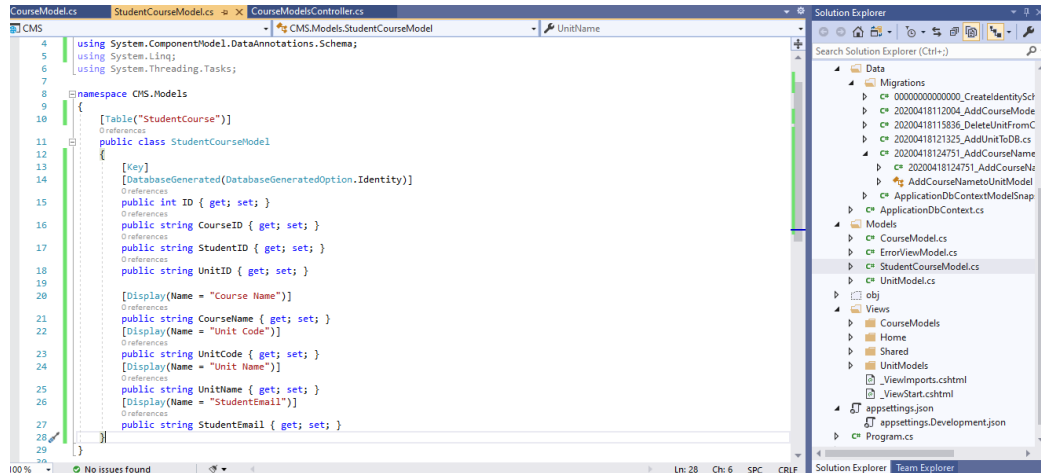 CourseModel.cs
StudentCourseModel.cs
CourseModelsController.cs
CMS
CMS.Models.StudentCourseModel
UnitName
4 using System.ComponentModel.DataAnnotations.Schema;
5 using System.Linq;
6 using System.Threading.Tasks;
7
8 namespace CMS.Models
9 {
10 [Table("StudentCourse")]
0 references
11 public class StudentCourseModel
12 {
13 [Key]
14 [DatabaseGenerated(DatabaseGeneratedOption.Identity)]
0 references
15 public int ID { get; set; }
0 references
16 public string CourseID { get; set; }
0 references
17 public string StudentID { get; set; }
0 references
18 public string UnitID { get; set; }
19
20 [Display(Name = "Course Name")]
0 references
21 public string CourseName { get; set; }
22 [Display(Name = "Unit Code")]
0 references
23 public string UnitCode { get; set; }
24 [Display(Name = "Unit Name")]
0 references
25 public string UnitName { get; set; }
26 [Display(Name = "StudentEmail")]
0 references
27 public string StudentEmail { get; set; }
28 }
29 }
100 %
No issues found
Ln: 28 Ch: 6 SPC CRLF
Solution Explorer
Search Solution Explorer (Ctrl+;)
Data
Migrations
C# 00000000000000_CreateIdentitySch
C# 20200418112004_AddCourseMode
C# 20200418115836_DeleteUnitFromC
C# 20200418121325_AddUnitToDB.cs
C# 20200418124751_AddCourseName
C# 20200418124751_AddCourseNa
AddCourseNametoUnitModel
C# ApplicationDbContextModelSnap
C# ApplicationDbContext.cs
Models
C# CourseModel.cs
C# ErrorViewModel.cs
C# StudentCourseModel.cs
C# UnitModel.cs
obj
Views
CourseModels
Home
Shared
UnitModels
_ViewImports.cshtml
_ViewStart.cshtml
appsettings.json
appsettings.Development.json
C# Program.cs
Solution Explorer Team Explorer